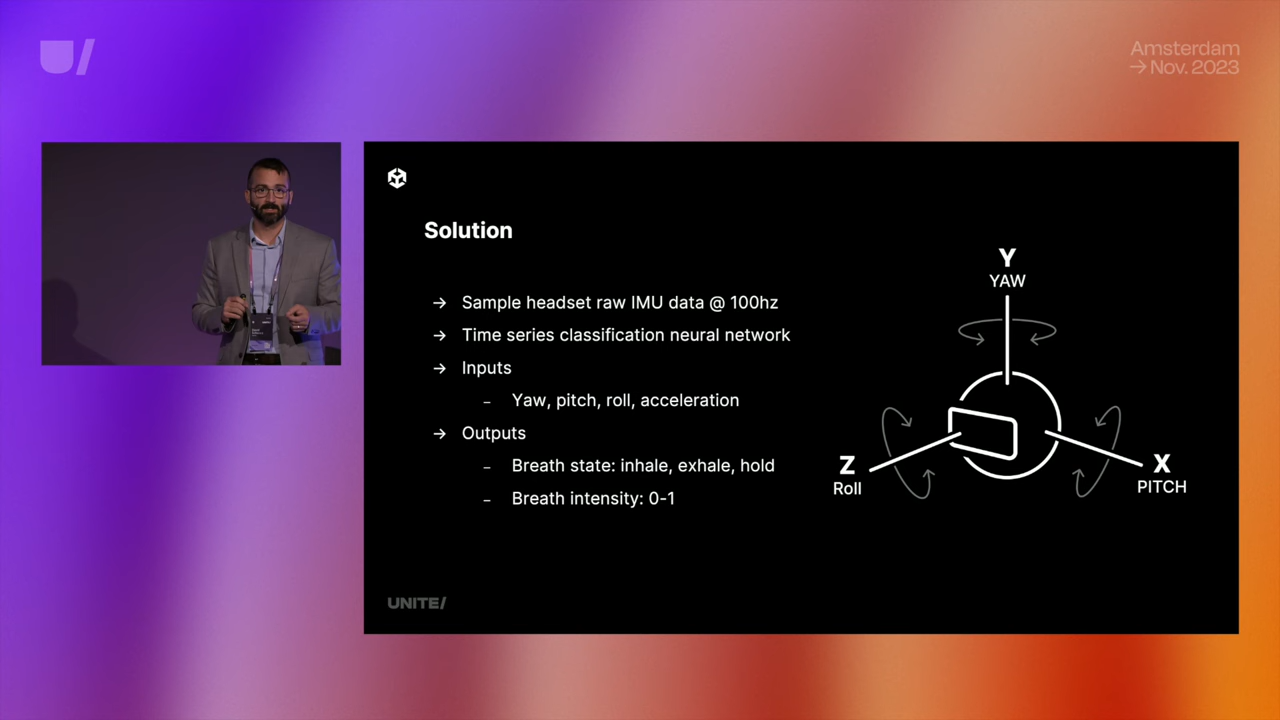 Amsterdam
→ Nov. 2023
Solution
→ Sample headset raw IMU data @ 100hz
→ Time series classification neural network
→ Inputs
– Yaw, pitch, roll, acceleration
→ Outputs
– Breath state: inhale, exhale, hold
– Breath intensity: 0-1
Y
YAW
Z
Roll
X
PITCH
UNITE/